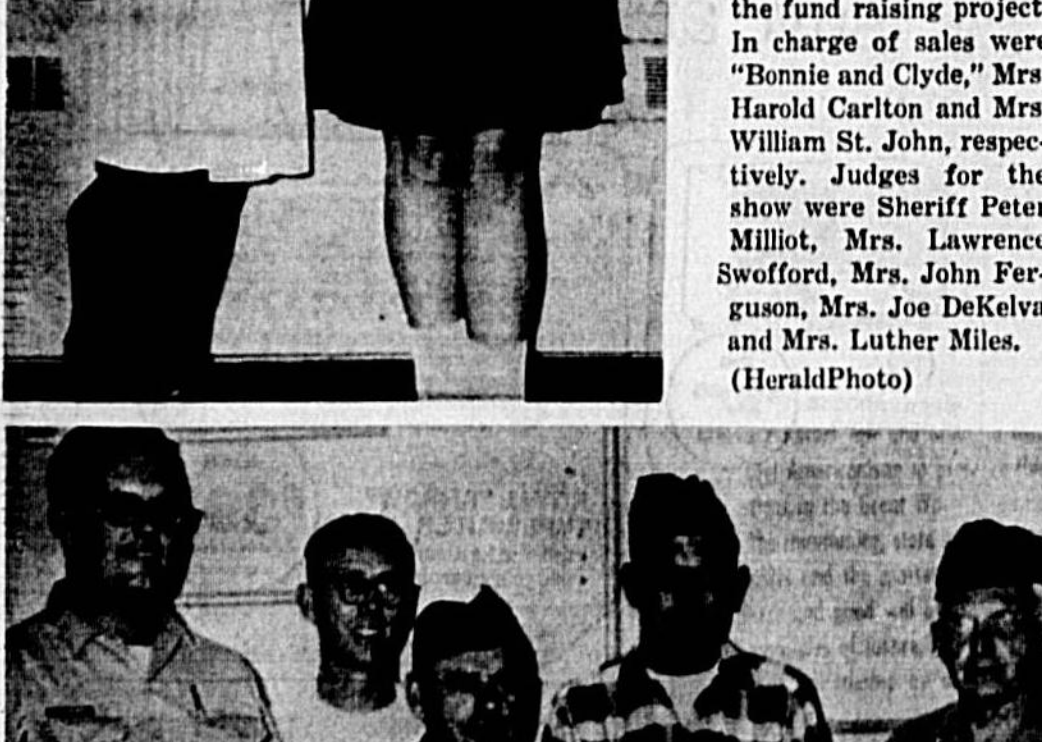 the fund raising project
In charge of sales were
“Bonnie and Clyde,” Mrs
Harold Carlton and Mrs
William St. John, respec-
tively. Judges for the
show were Sheriff Peter
Milliot, Mrs. Lawrence
Swofford, Mrs. John Fer-
guson, Mrs. Joe DeKelva
and Mrs. Luther Miles.
(HeraldPhoto)